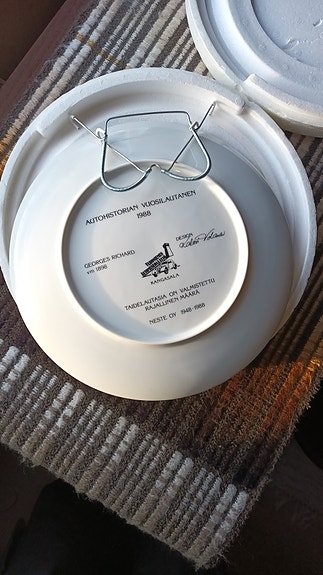 AUTOHISTORIAN VUOSILAUTANEN
1988
DESIGN
GEORGES RICHARD
vm 1898
KANGASALA
TAIDELAUTASIA ON VALMISTETTU
RAJALLINEN MÄÄRÄ
NESTE OY 1948-1988